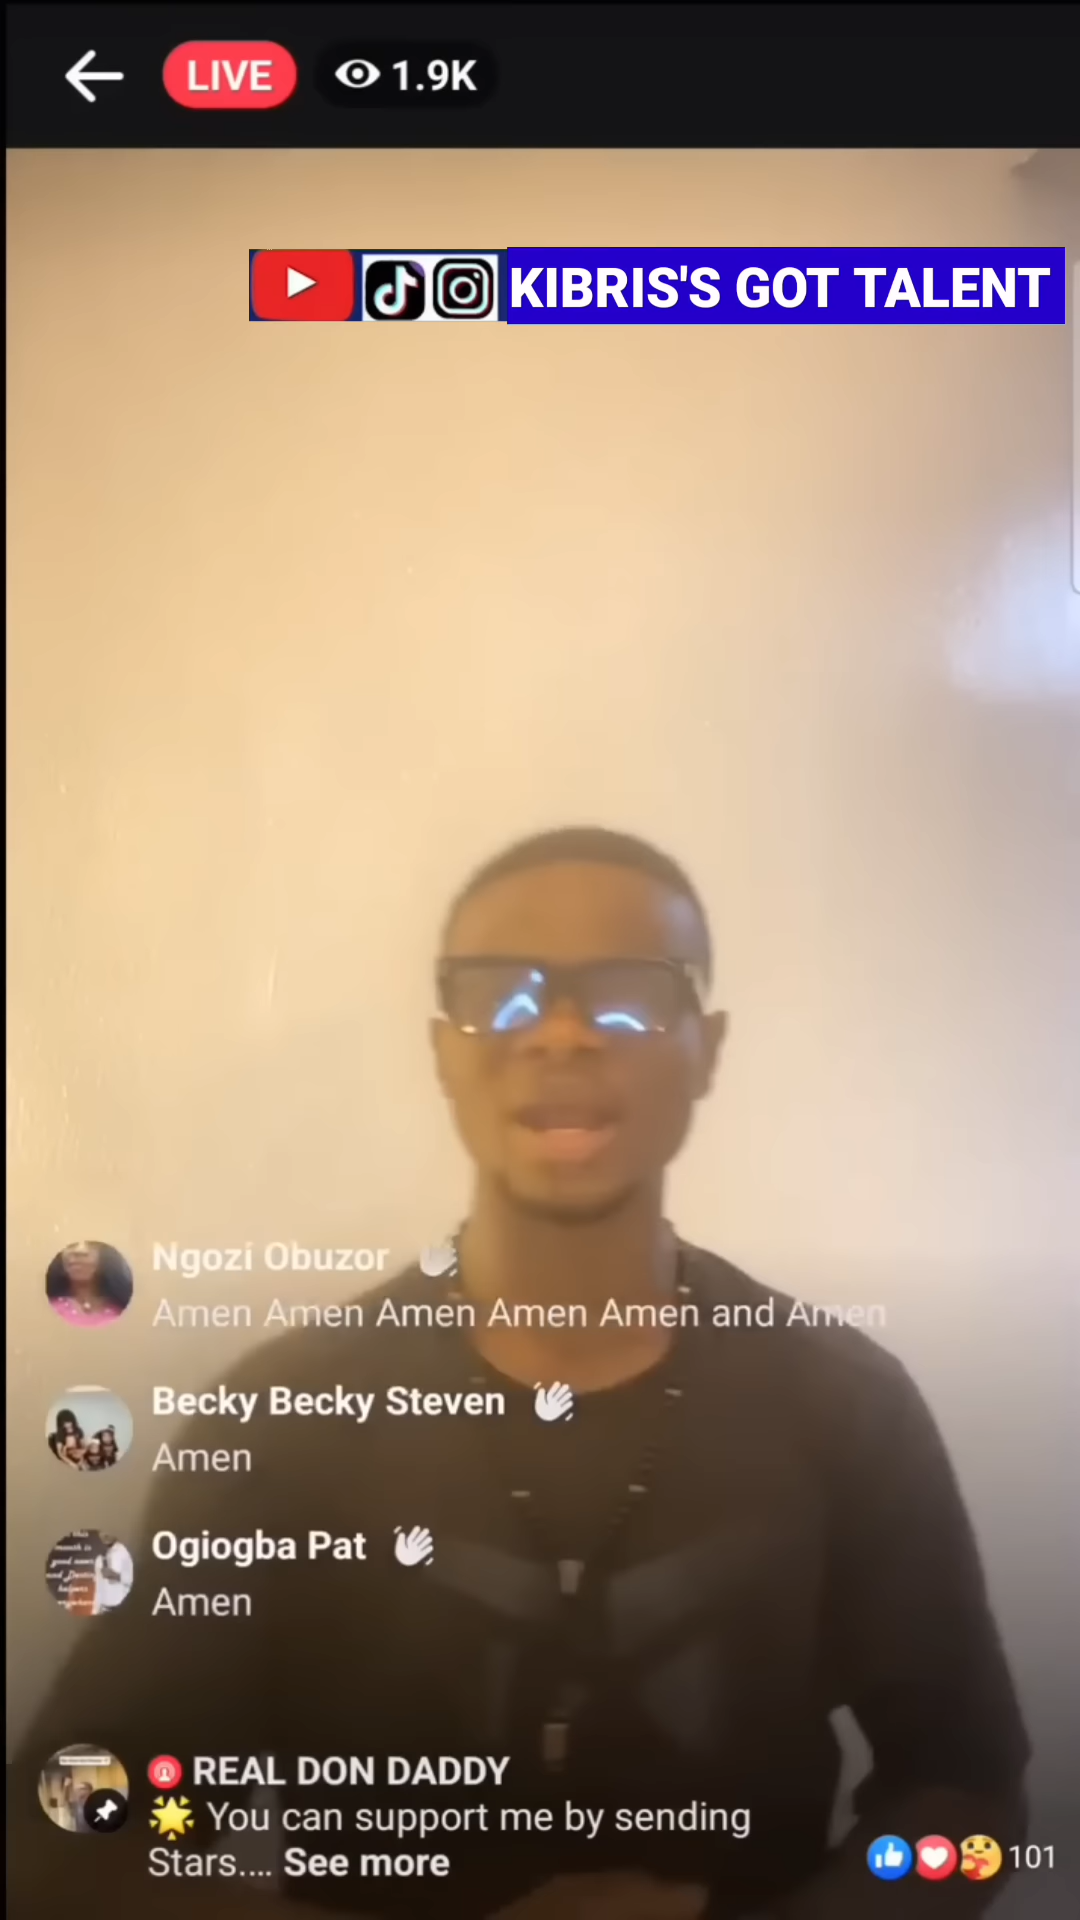 LIVE 1.9K
KIBRIS'S GOT TALENT
Ngozi Obuzor
Amen Amen Amen Amen Amen and Amen
Becky Becky Steven
Amen
Ogiogba Pat
Amen
REAL DON DADDY
🌟 You can support me by sending
Stars.... See more
101